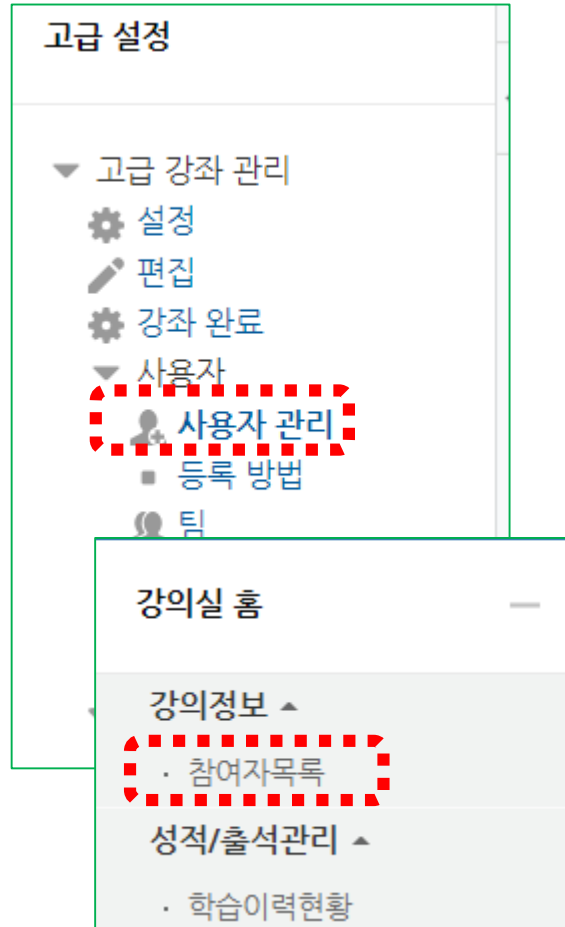 고급 설정
고급 강좌 관리
설정
편집
강좌 완료
사용자
사용자 관리
등록 방법
팀
강의실 홈
강의정보
· 참여자목록
성적/출석관리
· 학습이력현황